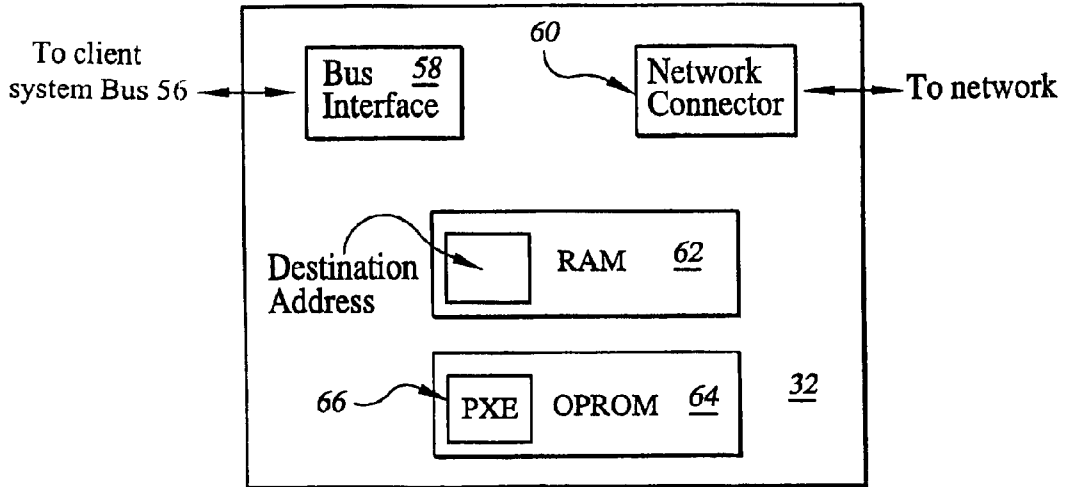 To client
system Bus 56
Bus 58
Interface
60
Network
Connector
To network
Destination
Address
RAM 62
66
PXE OPROM 64
32